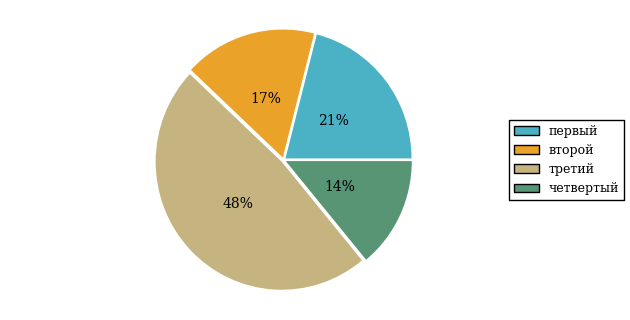 17%
21%
14%
48%
первый
второй
третий
четвертый